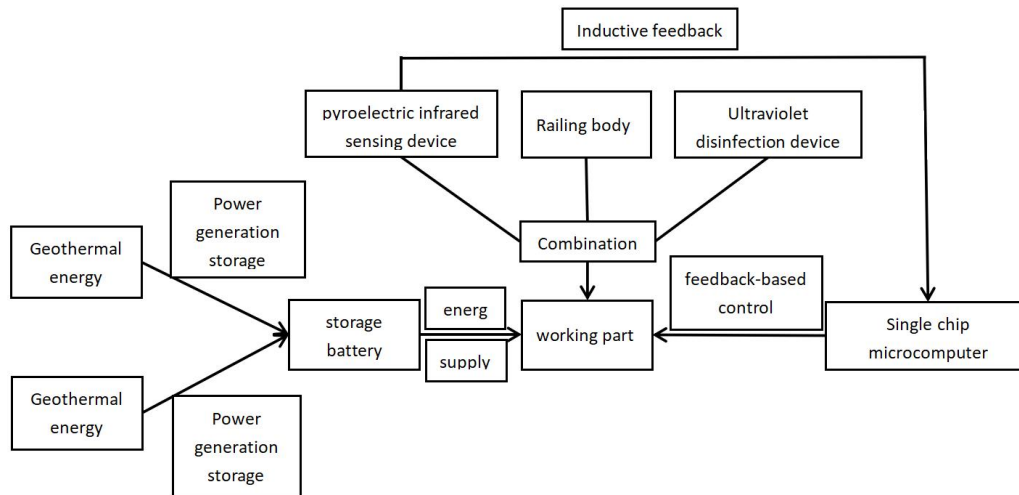 Inductive feedback
pyroelectric infrared
sensing device
Railing body
Ultraviolet
disinfection device
Power
generation
storage
Geothermal
energy
Combination
feedback-based
control
energ
storage
battery
working part
Single chip
microcomputer
supply
Geothermal
energy
Power
generation
storage